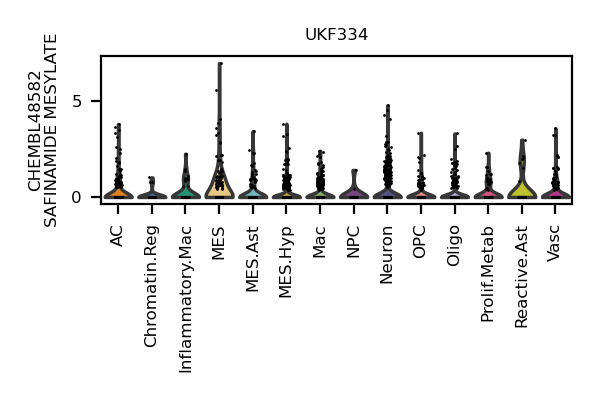 UKF334
CHEMBL48582
SAFINAMIDE MESYLATE
5
0
AC
Chromatin.Reg
Inflammatory.Mac
MES
MES.Ast
MES.Hyp
Mac
NPC
Neuron
OPC
Oligo
Prolif.Metab
Reactive.Ast
Vasc